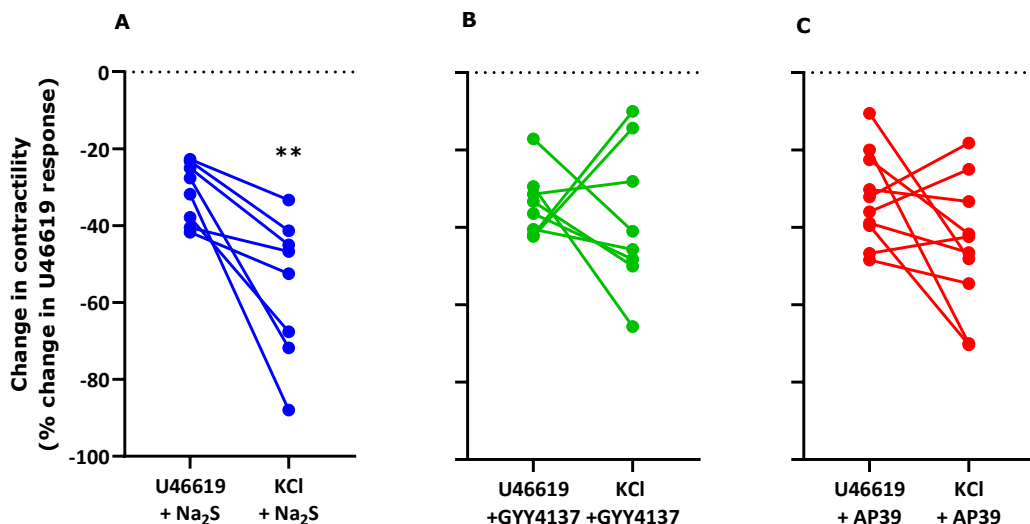 A
B
C
Change in contractility
(% change in U46619 response)
0
-20
-40
-60
-80
-100
**
U46619
+ Na₂S
KCl
+ Na₂S
U46619
+GYY4137
KCl
+GYY4137
U46619
+ AP39
KCl
+ AP39